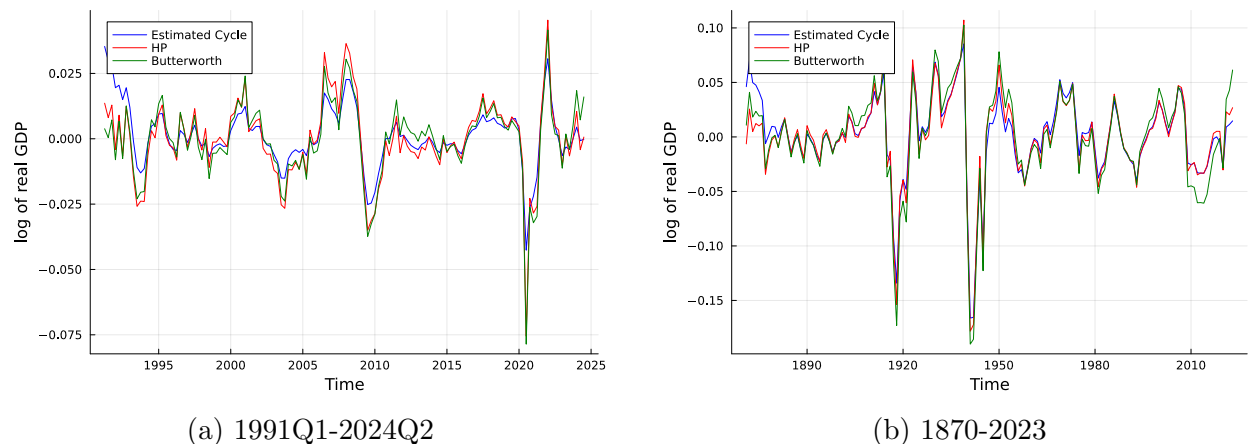 log of real GDP
0.025
0.000
−0.025
−0.050
−0.075
Estimated Cycle
HP
Butterworth
1995
2000
2005
2010
2015
2020
2025
Time
(a) 1991Q1-2024Q2
log of real GDP
0.10
0.05
0.00
−0.05
−0.10
−0.15
Estimated Cycle
HP
Butterworth
1890
1920
1950
1980
2010
Time
(b) 1870-2023